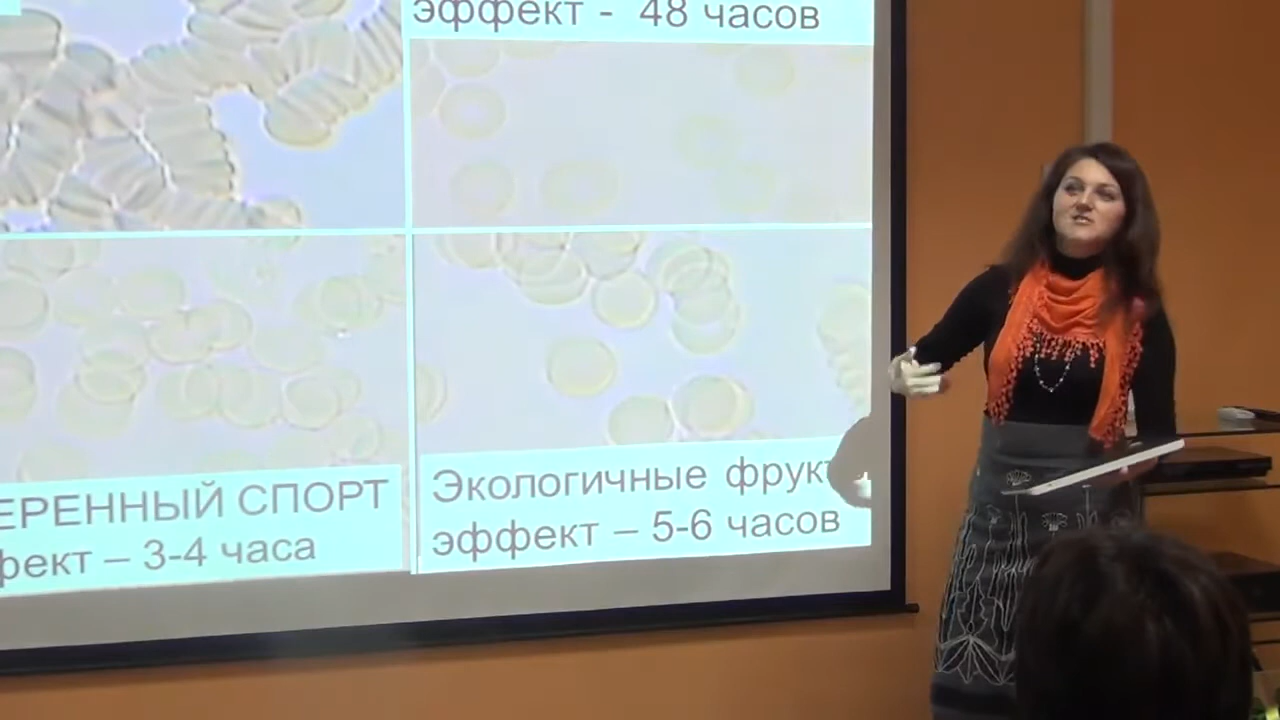 эффект - 48 часов
ЕРЕННЫЙ СПОРТ
фект – 3-4 часа
Экологичные фрукт
эффект – 5-6 часов